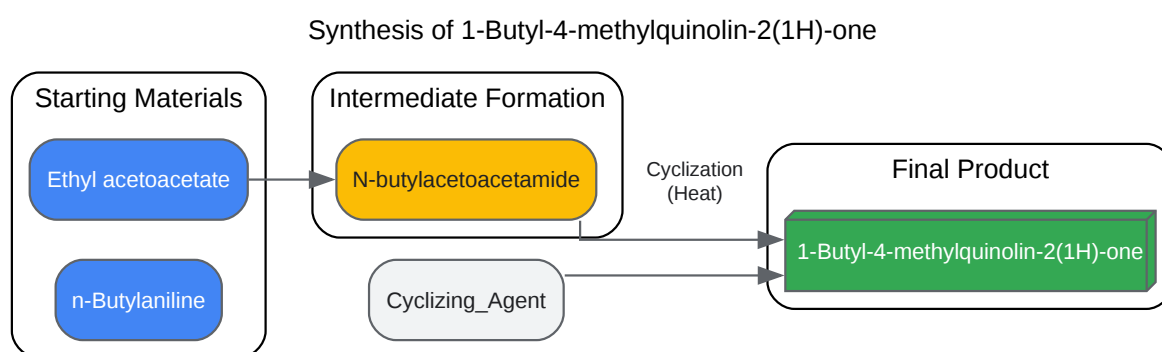 Synthesis of 1-Butyl-4-methylquinolin-2(1H)-one
Starting Materials
Intermediate Formation
Ethyl acetoacetate
N-butylacetoacetamide
Cyclization
(Heat)
Final Product
1-Butyl-4-methylquinolin-2(1H)-one
n-Butylaniline
Cyclizing_Agent